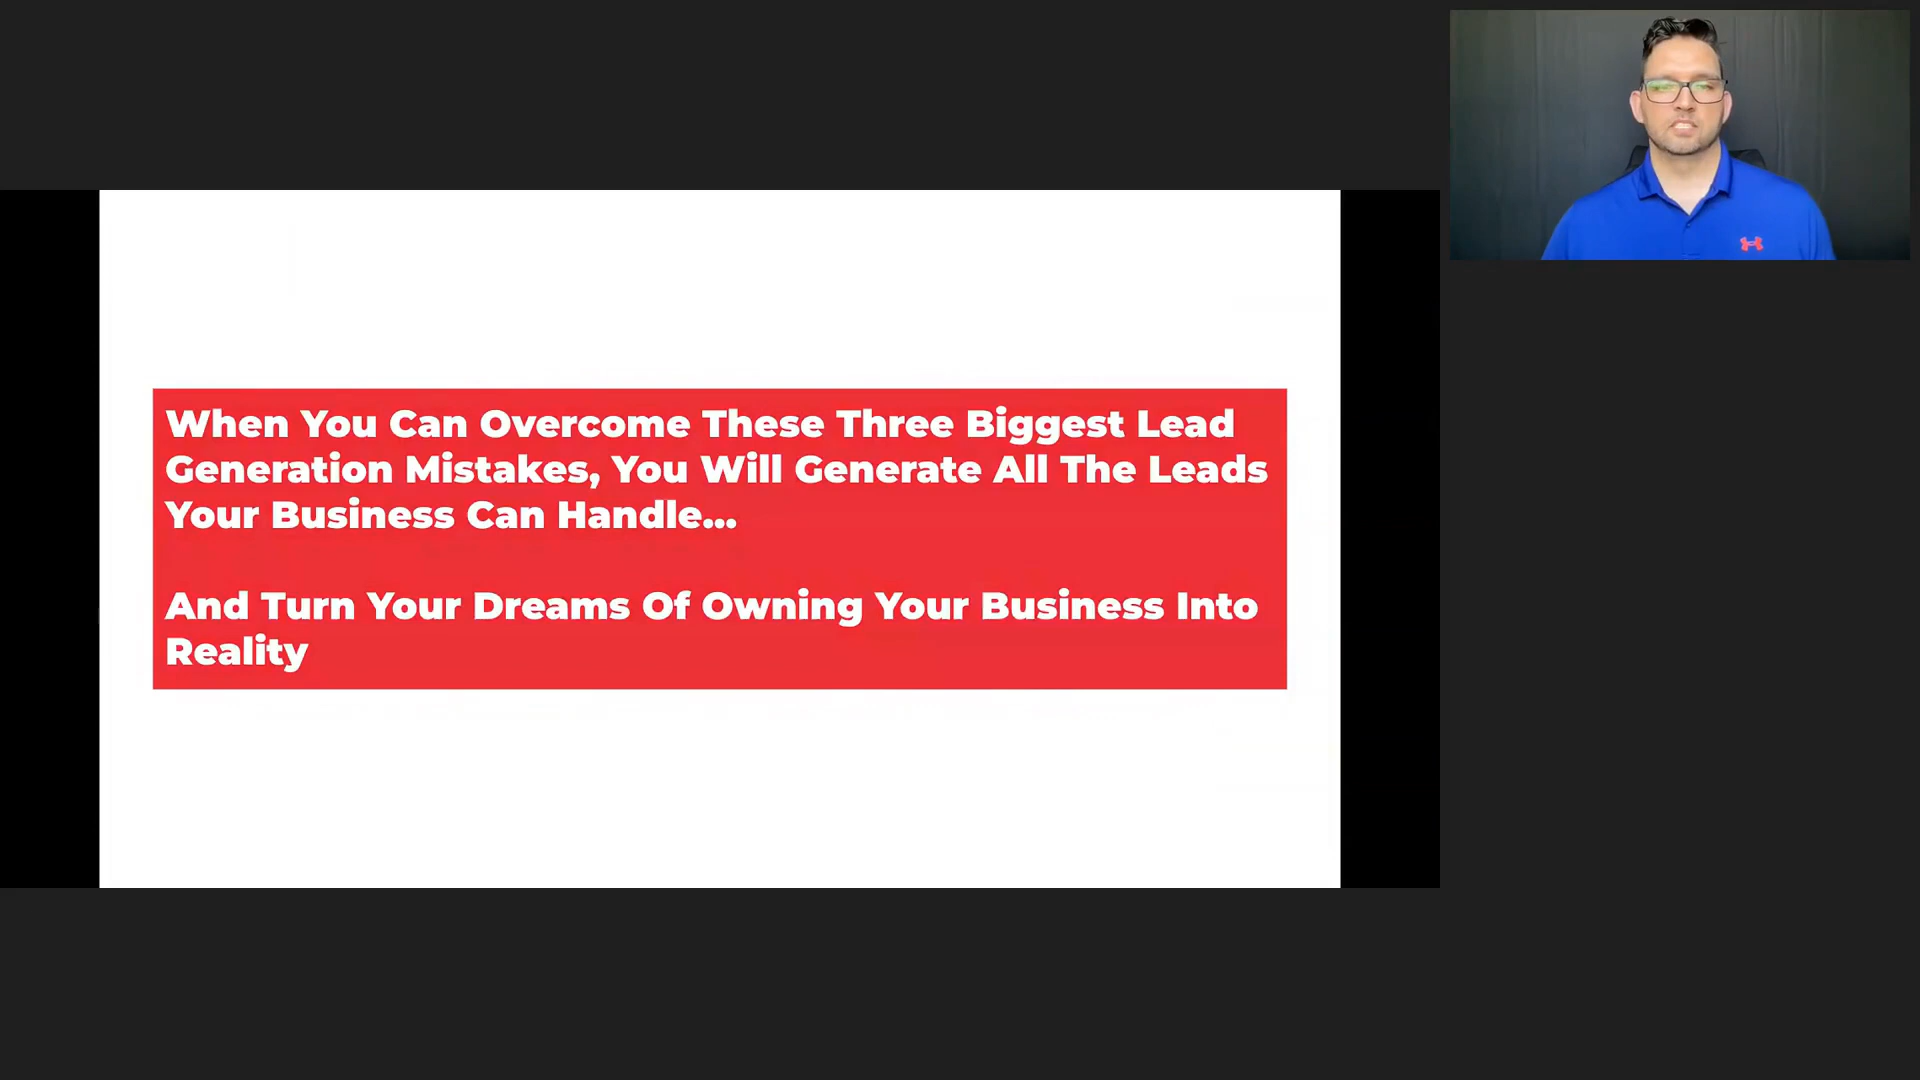 When You Can Overcome These Three Biggest Lead
Generation Mistakes, You Will Generate All The Leads
Your Business Can Handle...
And Turn Your Dreams Of Owning Your Business Into
Reality